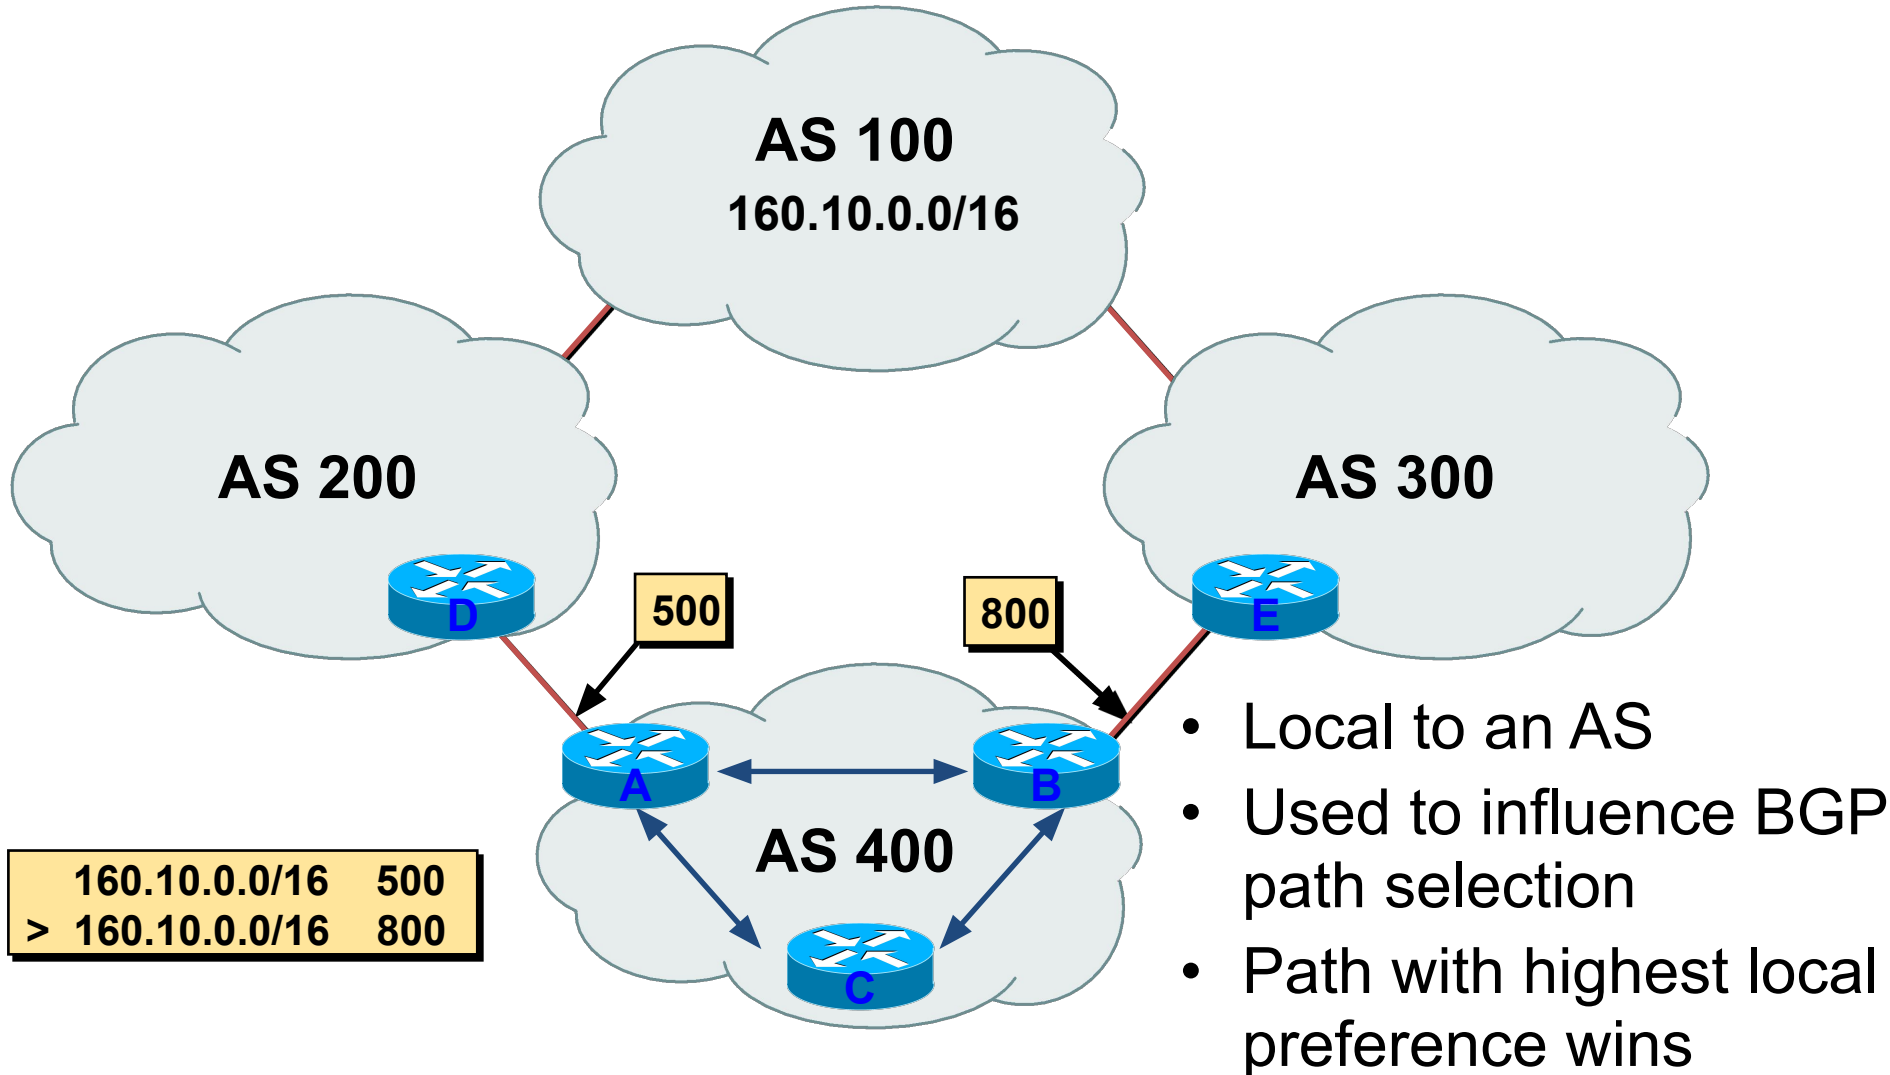 AS 100
160.10.0.0/16
AS 200
AS 300
D
500
800
E
A
B
AS 400
C
160.10.0.0/16 500
> 160.10.0.0/16 800
• Local to an AS
• Used to influence BGP
path selection
• Path with highest local
preference wins